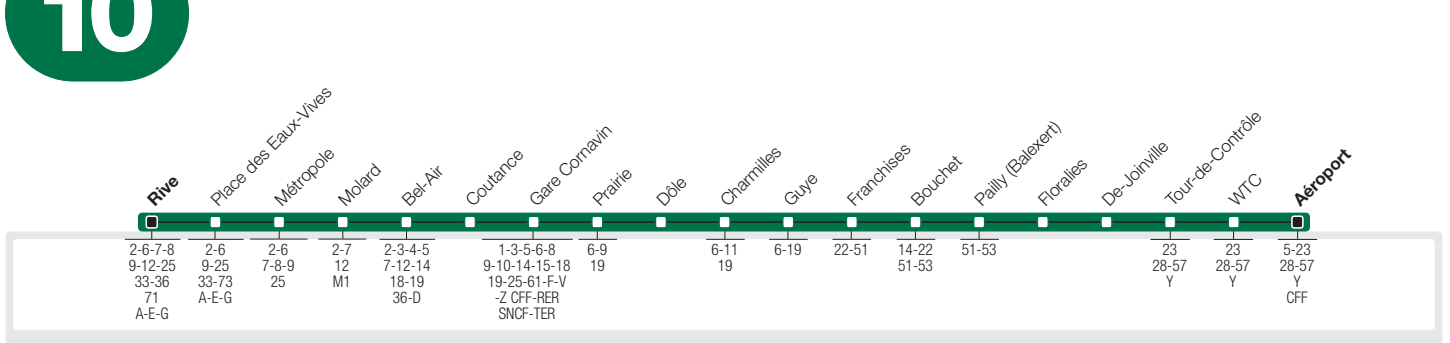 10
Rive
Place des Eaux-Vives
Métropole
Molard
Bel-Air
Coutance
Gare Cornavin
Prairie
Dôle
Charmilles
Guye
Franchises
Bouchet
Pailly (Balexert)
Floralies
De-Joinville
Tour-de-Contrôle
WTC
Aéroport
2-6-7-8
9-12-25
33-36
71
A-E-G
2-6
9-25
33-73
A-E-G
2-6
7-8-9
25
2-7
12
M1
2-3-4-5
7-12-14
18-19
36-D
1-3-5-6-8
9-10-14-15-18
19-25-61-F-V
-Z CFF-RER
SNCF-TER
6-9
19
6-11
19
6-19
22-51
14-22
51-53
51-53
23
28-57
Y
23
28-57
Y
5-23
28-57
Y
CFF